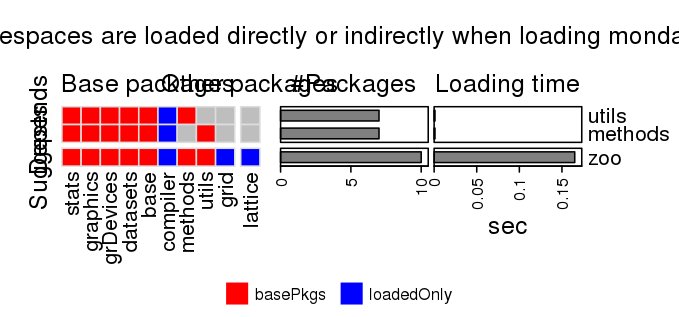 espaces are loaded directly or indirectly when loading monda
Base packages
Other packages
#Packages
Loading time
Depends
Suggests
utils
methods
zoo
stats
graphics
grDevices
datasets
base
compiler
methods
utils
grid
lattice
0
5
10
0
0.05
0.1
0.15
sec
basePkgs
loadedOnly